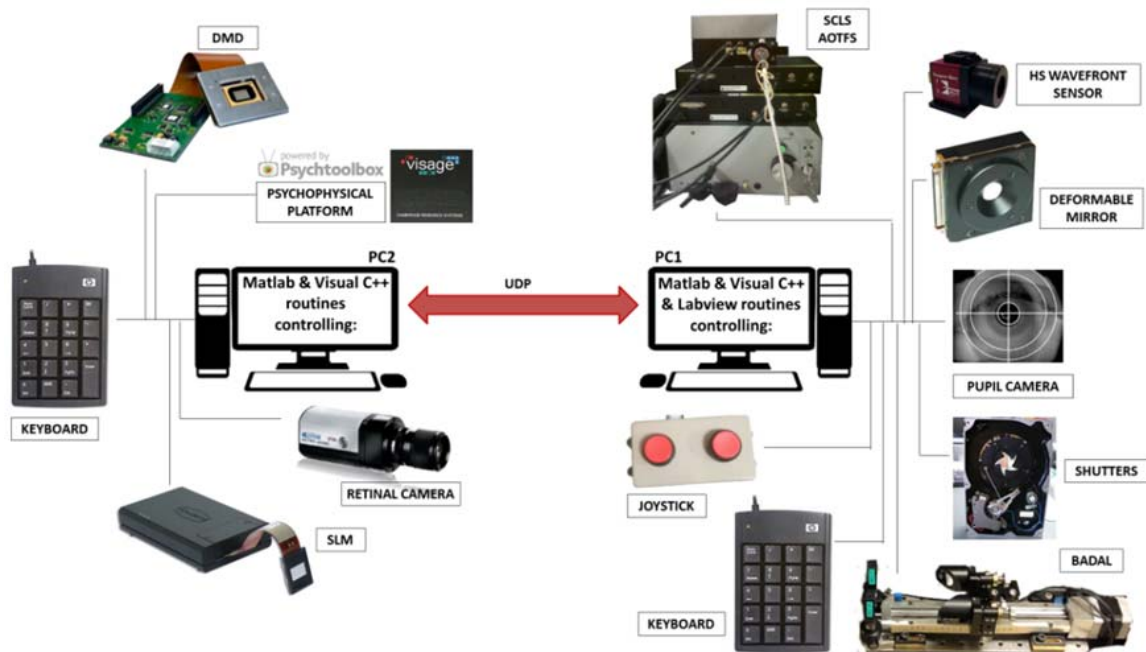 DMD
SCLS
AOTFS
HS WAVEFRONT
SENSOR
powered by
Psychtoolbox
visage
CAMBRIDGE RESEARCH SYSTEMS
PSYCHOPHYSICAL
PLATFORM
DEFORMABLE
MIRROR
PC2
Matlab & Visual C++
routines
controlling:
UDP
PC1
Matlab & Visual C++
& Labview routines
controlling:
KEYBOARD
RETINAL CAMERA
SLM
JOYSTICK
KEYBOARD
PUPIL CAMERA
SHUTTERS
BADAL